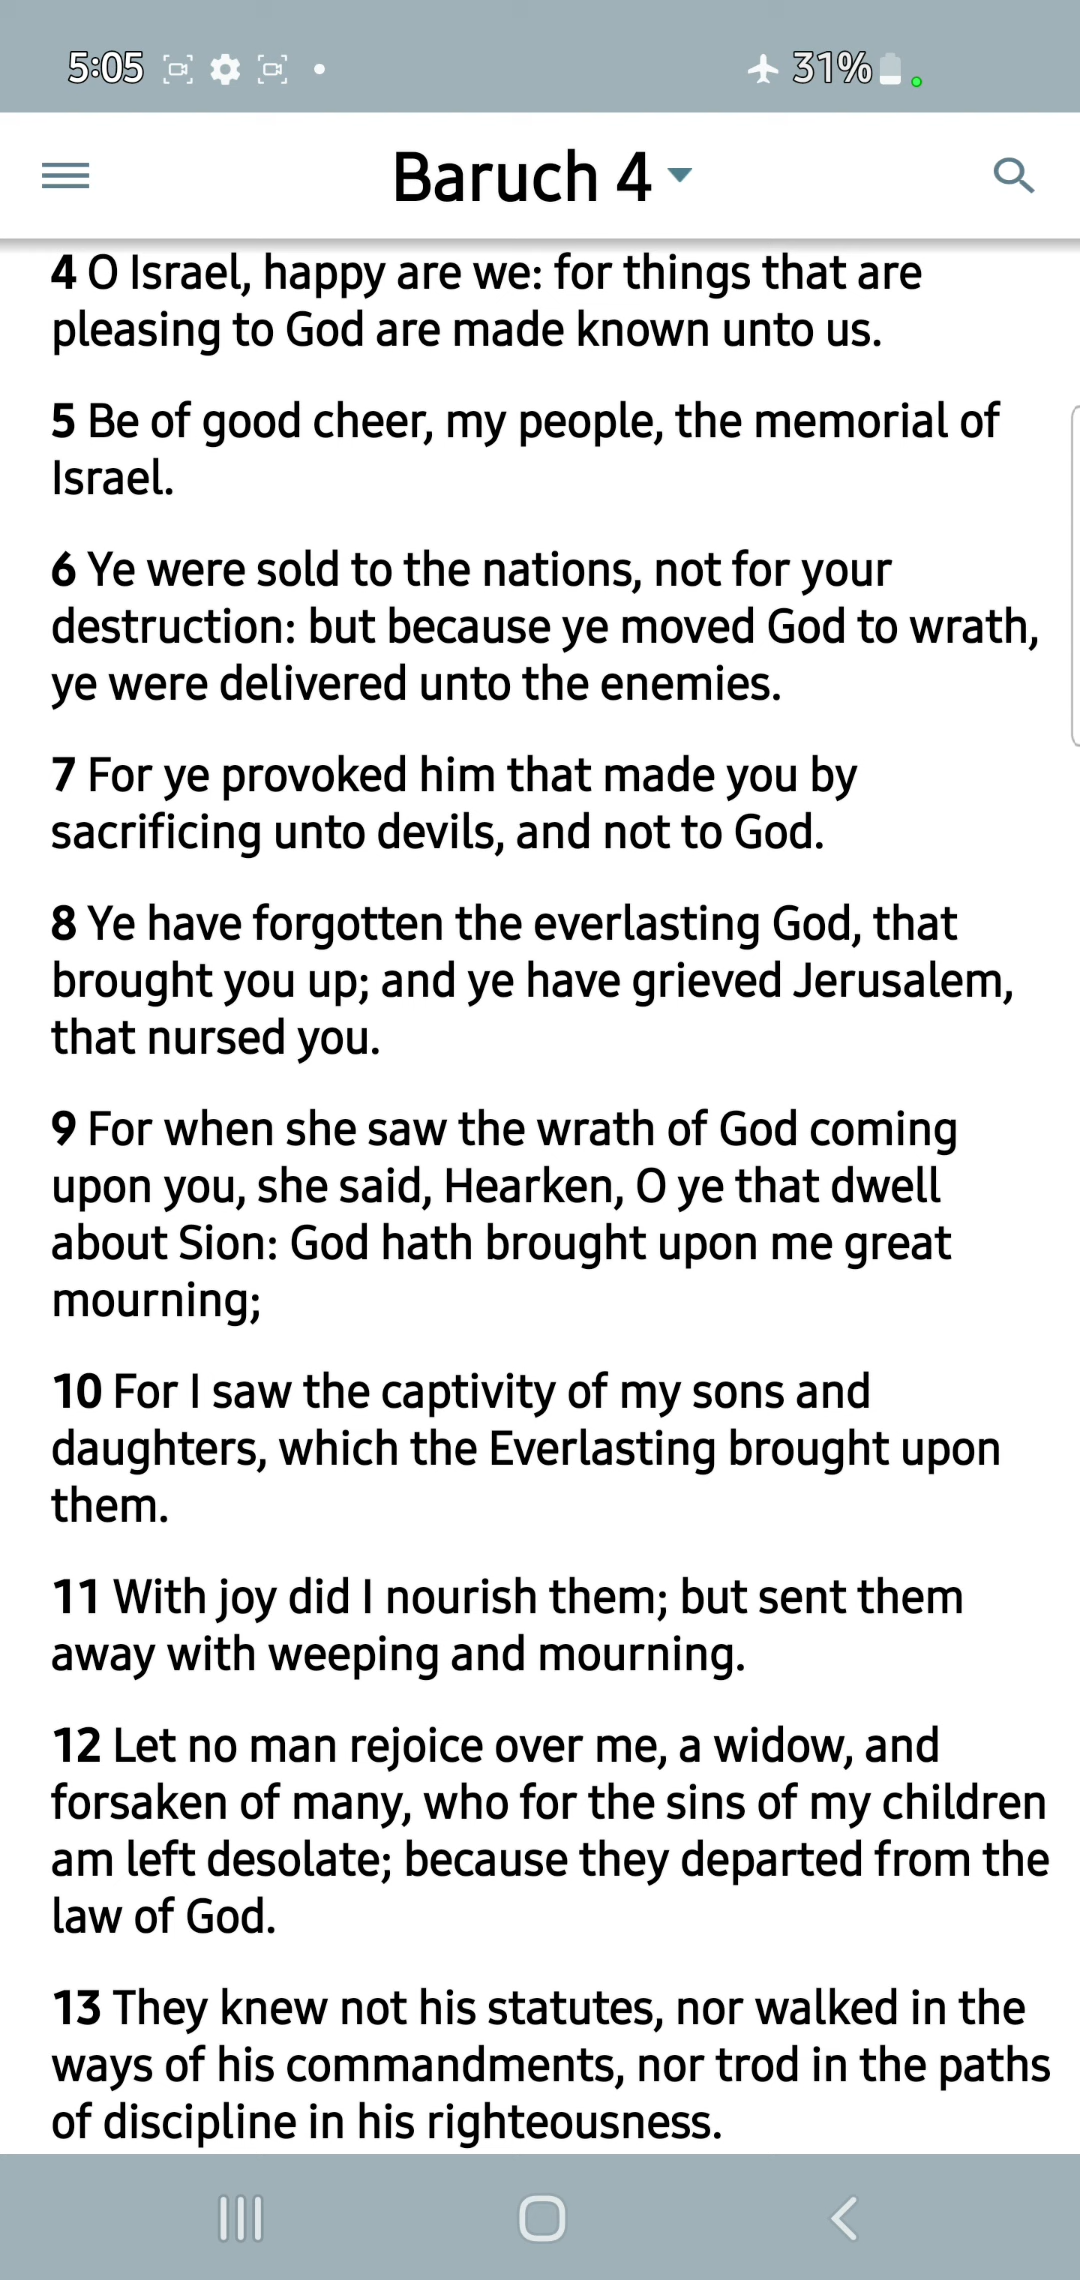 5:05
31%
Baruch 4
4 O Israel, happy are we: for things that are
pleasing to God are made known unto us.
5 Be of good cheer, my people, the memorial of
Israel.
6 Ye were sold to the nations, not for your
destruction: but because ye moved God to wrath,
ye were delivered unto the enemies.
7 For ye provoked him that made you by
sacrificing unto devils, and not to God.
8 Ye have forgotten the everlasting God, that
brought you up; and ye have grieved Jerusalem,
that nursed you.
9 For when she saw the wrath of God coming
upon you, she said, Hearken, O ye that dwell
about Sion: God hath brought upon me great
mourning;
10 For I saw the captivity of my sons and
daughters, which the Everlasting brought upon
them.
11 With joy did I nourish them; but sent them
away with weeping and mourning.
12 Let no man rejoice over me, a widow, and
forsaken of many, who for the sins of my children
am left desolate; because they departed from the
law of God.
13 They knew not his statutes, nor walked in the
ways of his commandments, nor trod in the paths
of discipline in his righteousness.